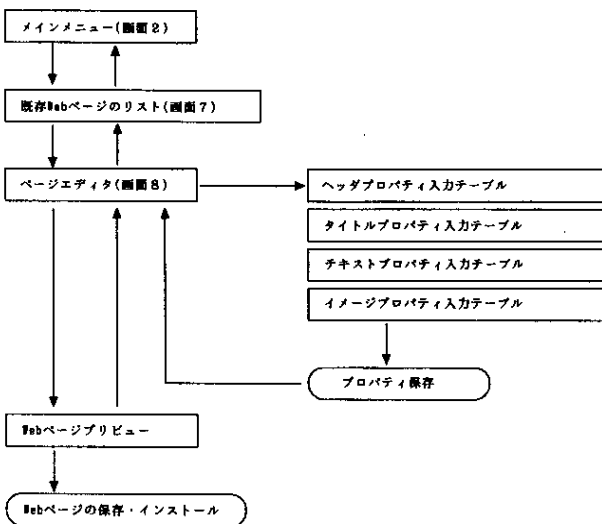 メインメニュー(画面2)
既存Webページのリスト(画面7)
ページエディタ(画面8)
ヘッダプロパティ入力テーブル
タイトルプロパティ入力テーブル
テキストプロパティ入力テーブル
イメージプロパティ入力テーブル
プロパティ保存
Webページプリビュー
Webページの保存・インストール